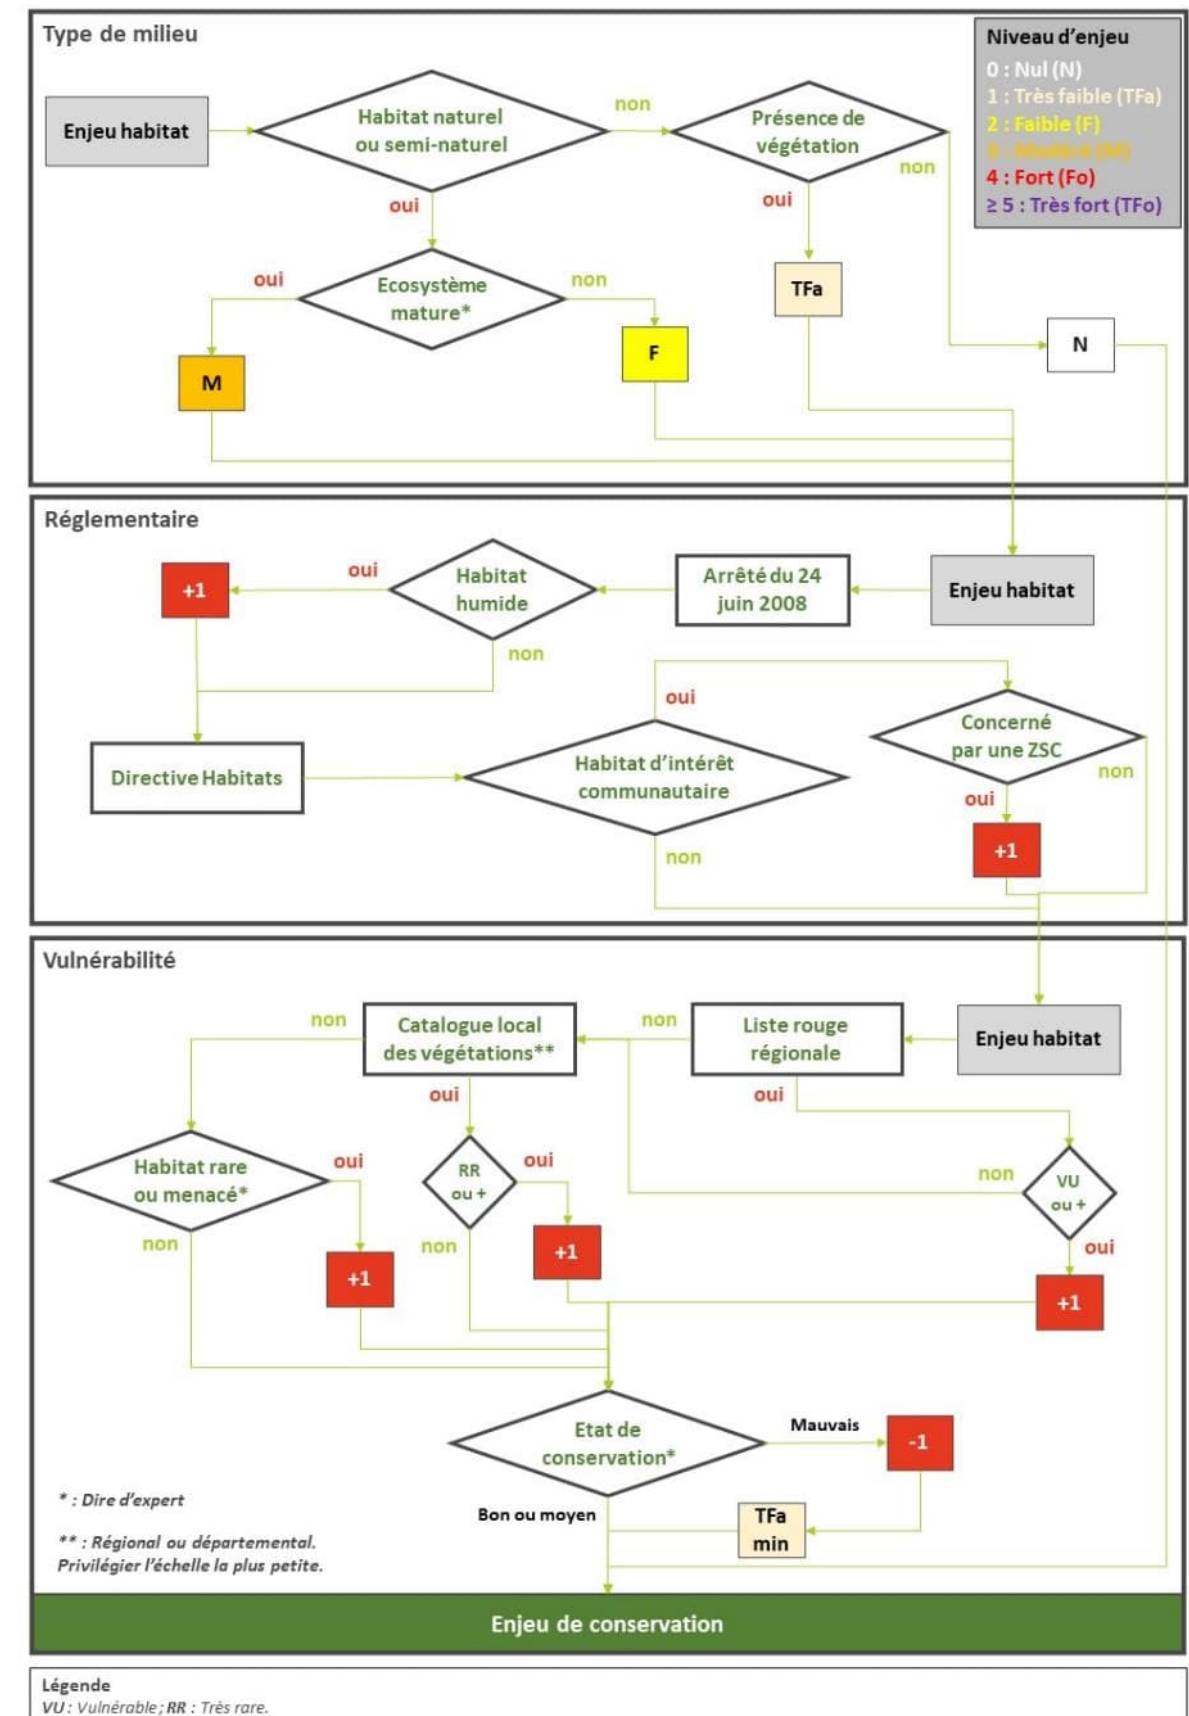 Type de milieu
Niveau d'enjeu
0 : Nul (N)
1 : Très faible (TFa)
2 : Faible (F)
3 : Modéré (M)
4 : Fort (Fo)
≥ 5 : Très fort (TFo)
Enjeu habitat
Habitat naturel
ou semi-naturel
non
Présence de
végétation
non
oui
oui
Ecosystème
mature*
oui
non
TFa
F
N
M
Réglementaire
+1
oui
Habitat
humide
Arrêté du 24
juin 2008
Enjeu habitat
non
oui
Directive Habitats
Habitat d'intérêt
communautaire
Concerné
par une ZSC
non
oui
+1
non
Vulnérabilité
non
Catalogue local
des végétations**
non
Liste rouge
régionale
Enjeu habitat
oui
oui
Habitat rare
ou menacé*
oui
RR
ou +
oui
non
VU
ou +
non
non
oui
+1
+1
+1
Etat de
conservation*
Mauvais
-1
Bon ou moyen
TFa
min
* : Dire d'expert
** : Régional ou départemental.
Privilégier l'échelle la plus petite.
Enjeu de conservation
Légende
VU : Vulnérable ; RR : Très rare.